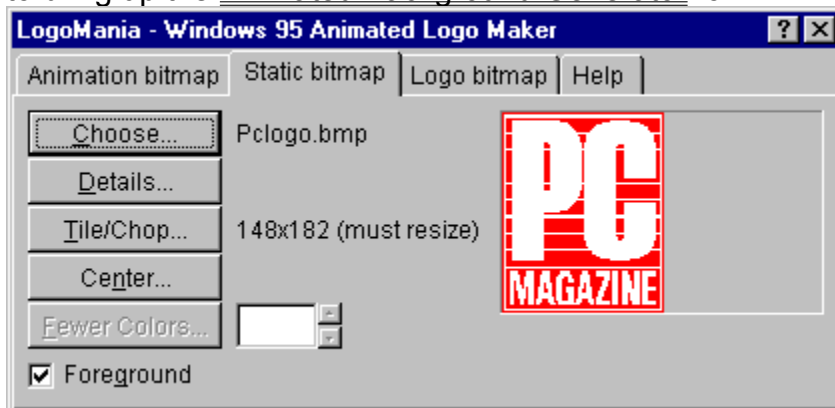 LogoMania - Windows 95 Animated Logo Maker
Animation bitmap Static bitmap Logo bitmap Help
Choose... Pclogo.bmp
Details...
Tile/Chop... 148x182 (must resize)
Center...
Fewer Colors...
Foreground
PC
MAGAZINE